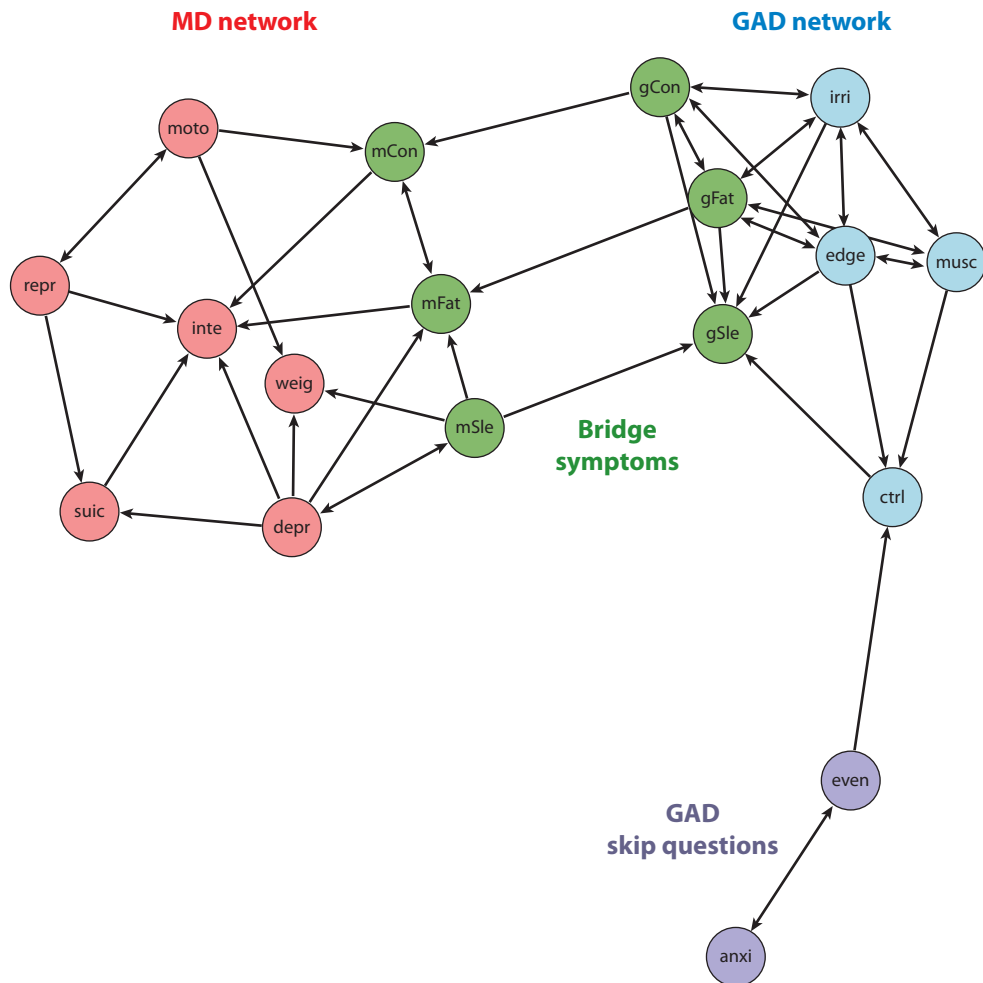 MD network
GAD network
gCon
irri
moto
mCon
gFat
repr
edge
musc
mFat
inte
gSle
weig
mSle
Bridge
symptoms
ctrl
suic
depr
even
GAD
skip questions
anxi